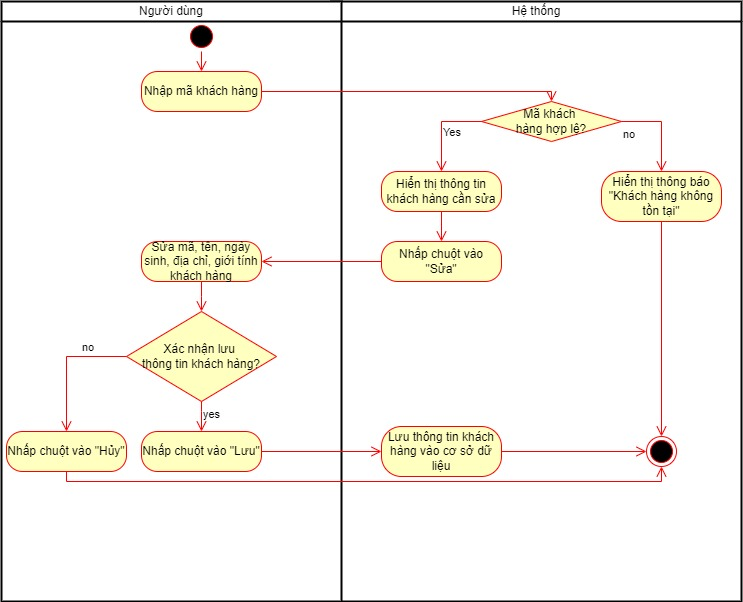 Người dùng
Hệ thống
Nhập mã khách hàng
Mã khách
hàng hợp lệ?
Yes
no
Hiển thị thông tin
khách hàng cần sửa
Hiển thị thông báo
"Khách hàng không
tồn tại"
Nhấp chuột vào
"Sửa"
Sửa mã, tên, ngày
sinh, địa chỉ, giới tính
khách hàng
Xác nhận lưu
thông tin khách hàng?
no
yes
Nhấp chuột vào "Hủy"
Nhấp chuột vào "Lưu"
Lưu thông tin khách
hàng vào cơ sở dữ
liệu